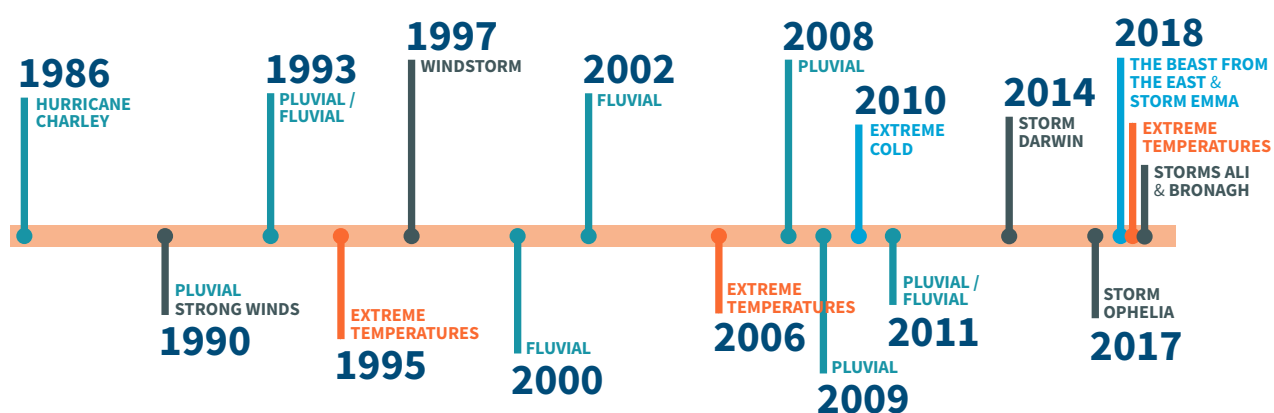 1986
HURRICANE
CHARLEY
PLUVIAL
STRONG WINDS
1990
1993
PLUVIAL /
FLUVIAL
EXTREME
TEMPERATURES
1995
1997
WINDSTORM
FLUVIAL
2000
2002
FLUVIAL
EXTREME
TEMPERATURES
2006
2008
PLUVIAL
PLUVIAL
2009
2010
EXTREME
COLD
PLUVIAL /
FLUVIAL
2011
2014
STORM
DARWIN
STORM
OPHELIA
2017
2018
THE BEAST FROM
THE EAST &
STORM EMMA
EXTREME
TEMPERATURES
STORMS ALI
& BRONAGH